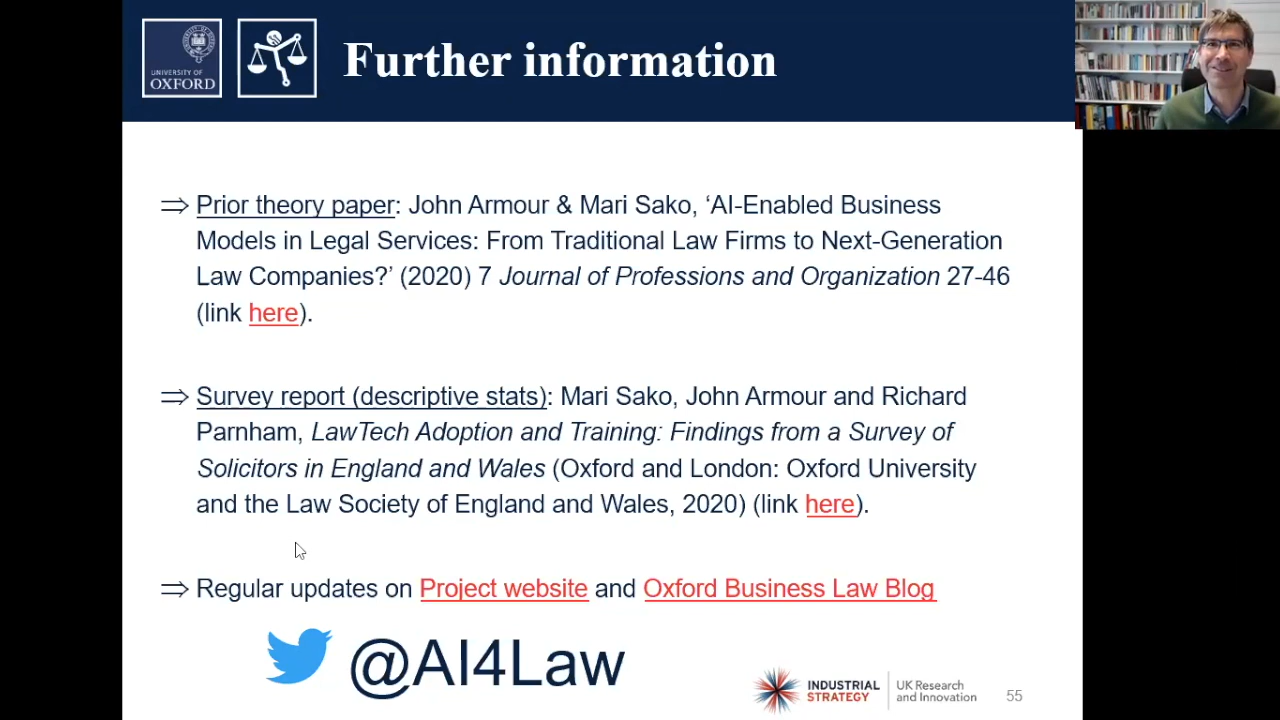 UNIVERSITY OF
OXFORD
Further information
⇒ Prior theory paper: John Armour & Mari Sako, ‘AI-Enabled Business
Models in Legal Services: From Traditional Law Firms to Next-Generation
Law Companies?’ (2020) 7 Journal of Professions and Organization 27-46
(link here).
⇒ Survey report (descriptive stats): Mari Sako, John Armour and Richard
Parnham, LawTech Adoption and Training: Findings from a Survey of
Solicitors in England and Wales (Oxford and London: Oxford University
and the Law Society of England and Wales, 2020) (link here).
⇒ Regular updates on Project website and Oxford Business Law Blog
@AI4Law
INDUSTRIAL
STRATEGY
UK Research
and Innovation
55